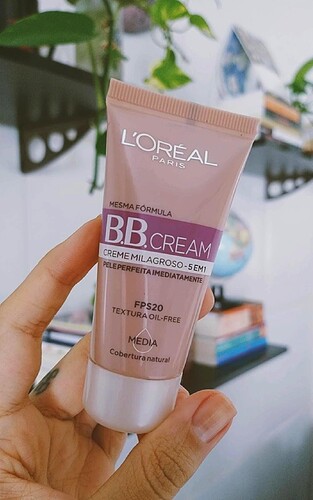 L'ORÉAL
PARIS
MESMA FÓRMULA
B.B.CREAM
CREME MILAGROSO - 5 EM 1
PELE PERFEITA IMEDIATAMENTE
FPS20
TEXTURA OIL-FREE
MÉDIA
Cobertura natural